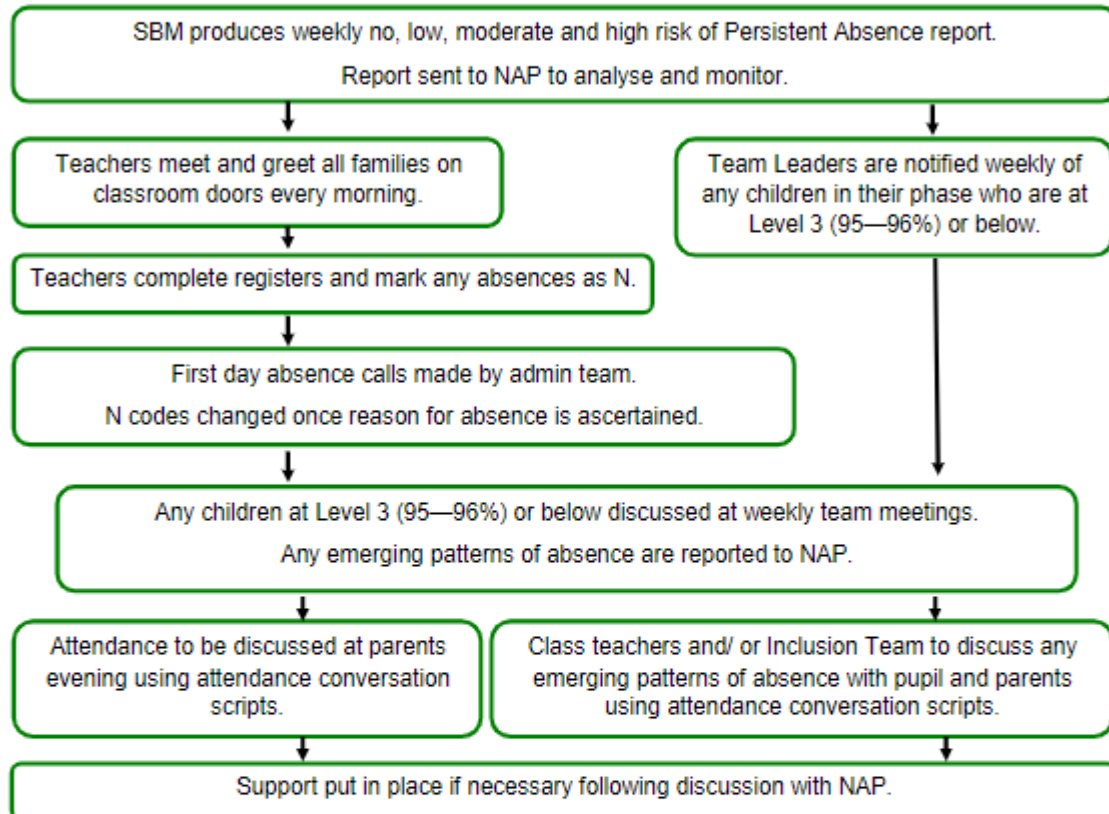 SBM produces weekly no, low, moderate and high risk of Persistent Absence report.
Report sent to NAP to analyse and monitor.
Teachers meet and greet all families on
classroom doors every morning.
Team Leaders are notified weekly of
any children in their phase who are at
Level 3 (95—96%) or below.
Teachers complete registers and mark any absences as N.
First day absence calls made by admin team.
N codes changed once reason for absence is ascertained.
Any children at Level 3 (95—96%) or below discussed at weekly team meetings.
Any emerging patterns of absence are reported to NAP.
Attendance to be discussed at parents
evening using attendance conversation
scripts.
Class teachers and/ or Inclusion Team to discuss any
emerging patterns of absence with pupil and parents
using attendance conversation scripts.
Support put in place if necessary following discussion with NAP.